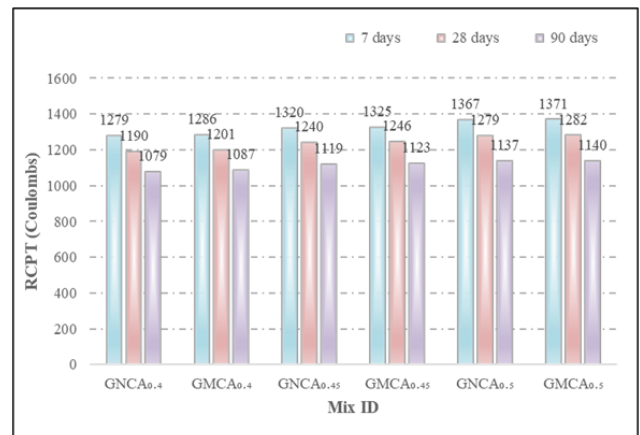 7 days 28 days 90 days
1600
1400
1200
1000
800
600
400
200
0
RCPT (Coulombs)
1279 1190 1079
1286 1201 1087
1320 1240 1119
1325 1246 1123
1367 1279 1137
1371 1282 1140
GNCA₀.₄ GMCA₀.₄ GNCA₀.₄₅ GMCA₀.₄₅ GNCA₀.₅ GMCA₀.₅
Mix ID